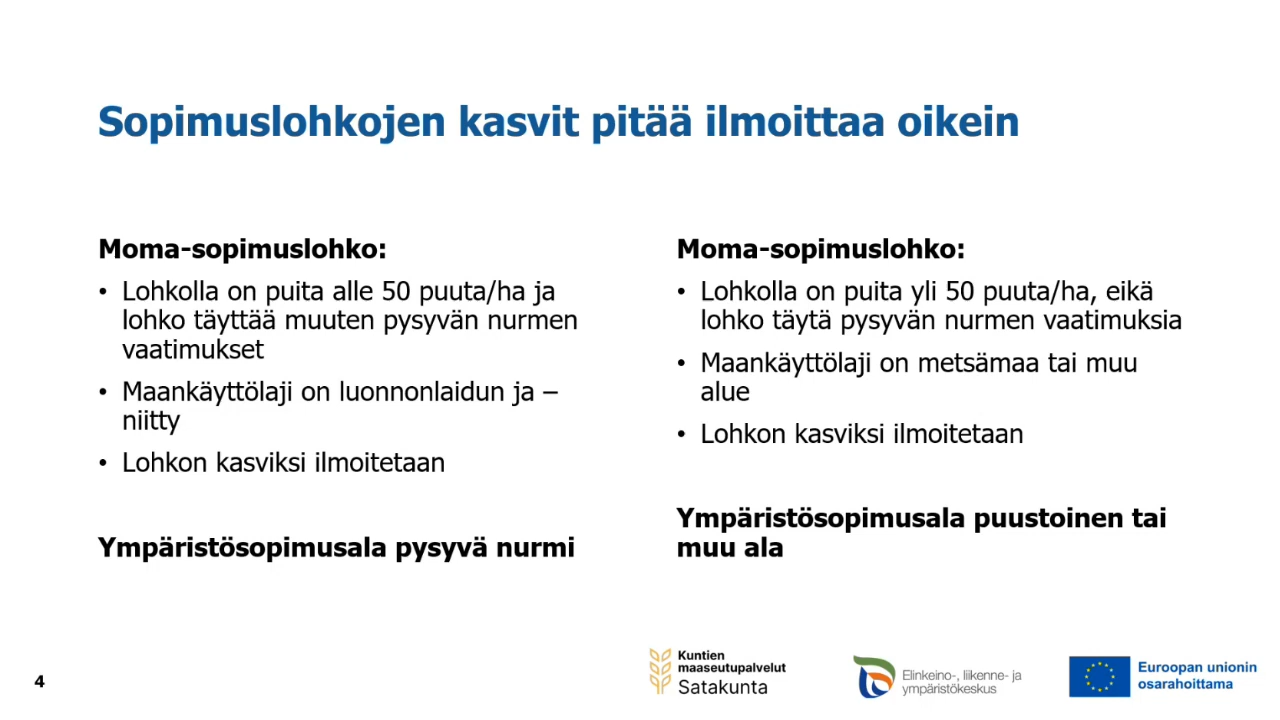 Sopimuslohkojen kasvit pitää ilmoittaa oikein
Moma-sopimuslohko:
• Lohkolla on puita alle 50 puuta/ha ja
lohko täyttää muuten pysyvän nurmen
vaatimukset
• Maankäyttölaji on luonnonlaidun ja –
niitty
• Lohkon kasviksi ilmoitetaan
Ympäristösopimusala pysyvä nurmi
Moma-sopimuslohko:
• Lohkolla on puita yli 50 puuta/ha, eikä
lohko täytä pysyvän nurmen vaatimuksia
• Maankäyttölaji on metsämaa tai muu
alue
• Lohkon kasviksi ilmoitetaan
Ympäristösopimusala puustoinen tai
muu ala
4
Kuntien
maaseutupalvelut
Satakunta
Elinkeino-, liikenne- ja
ympäristökeskus
Euroopan unionin
osarahoittama